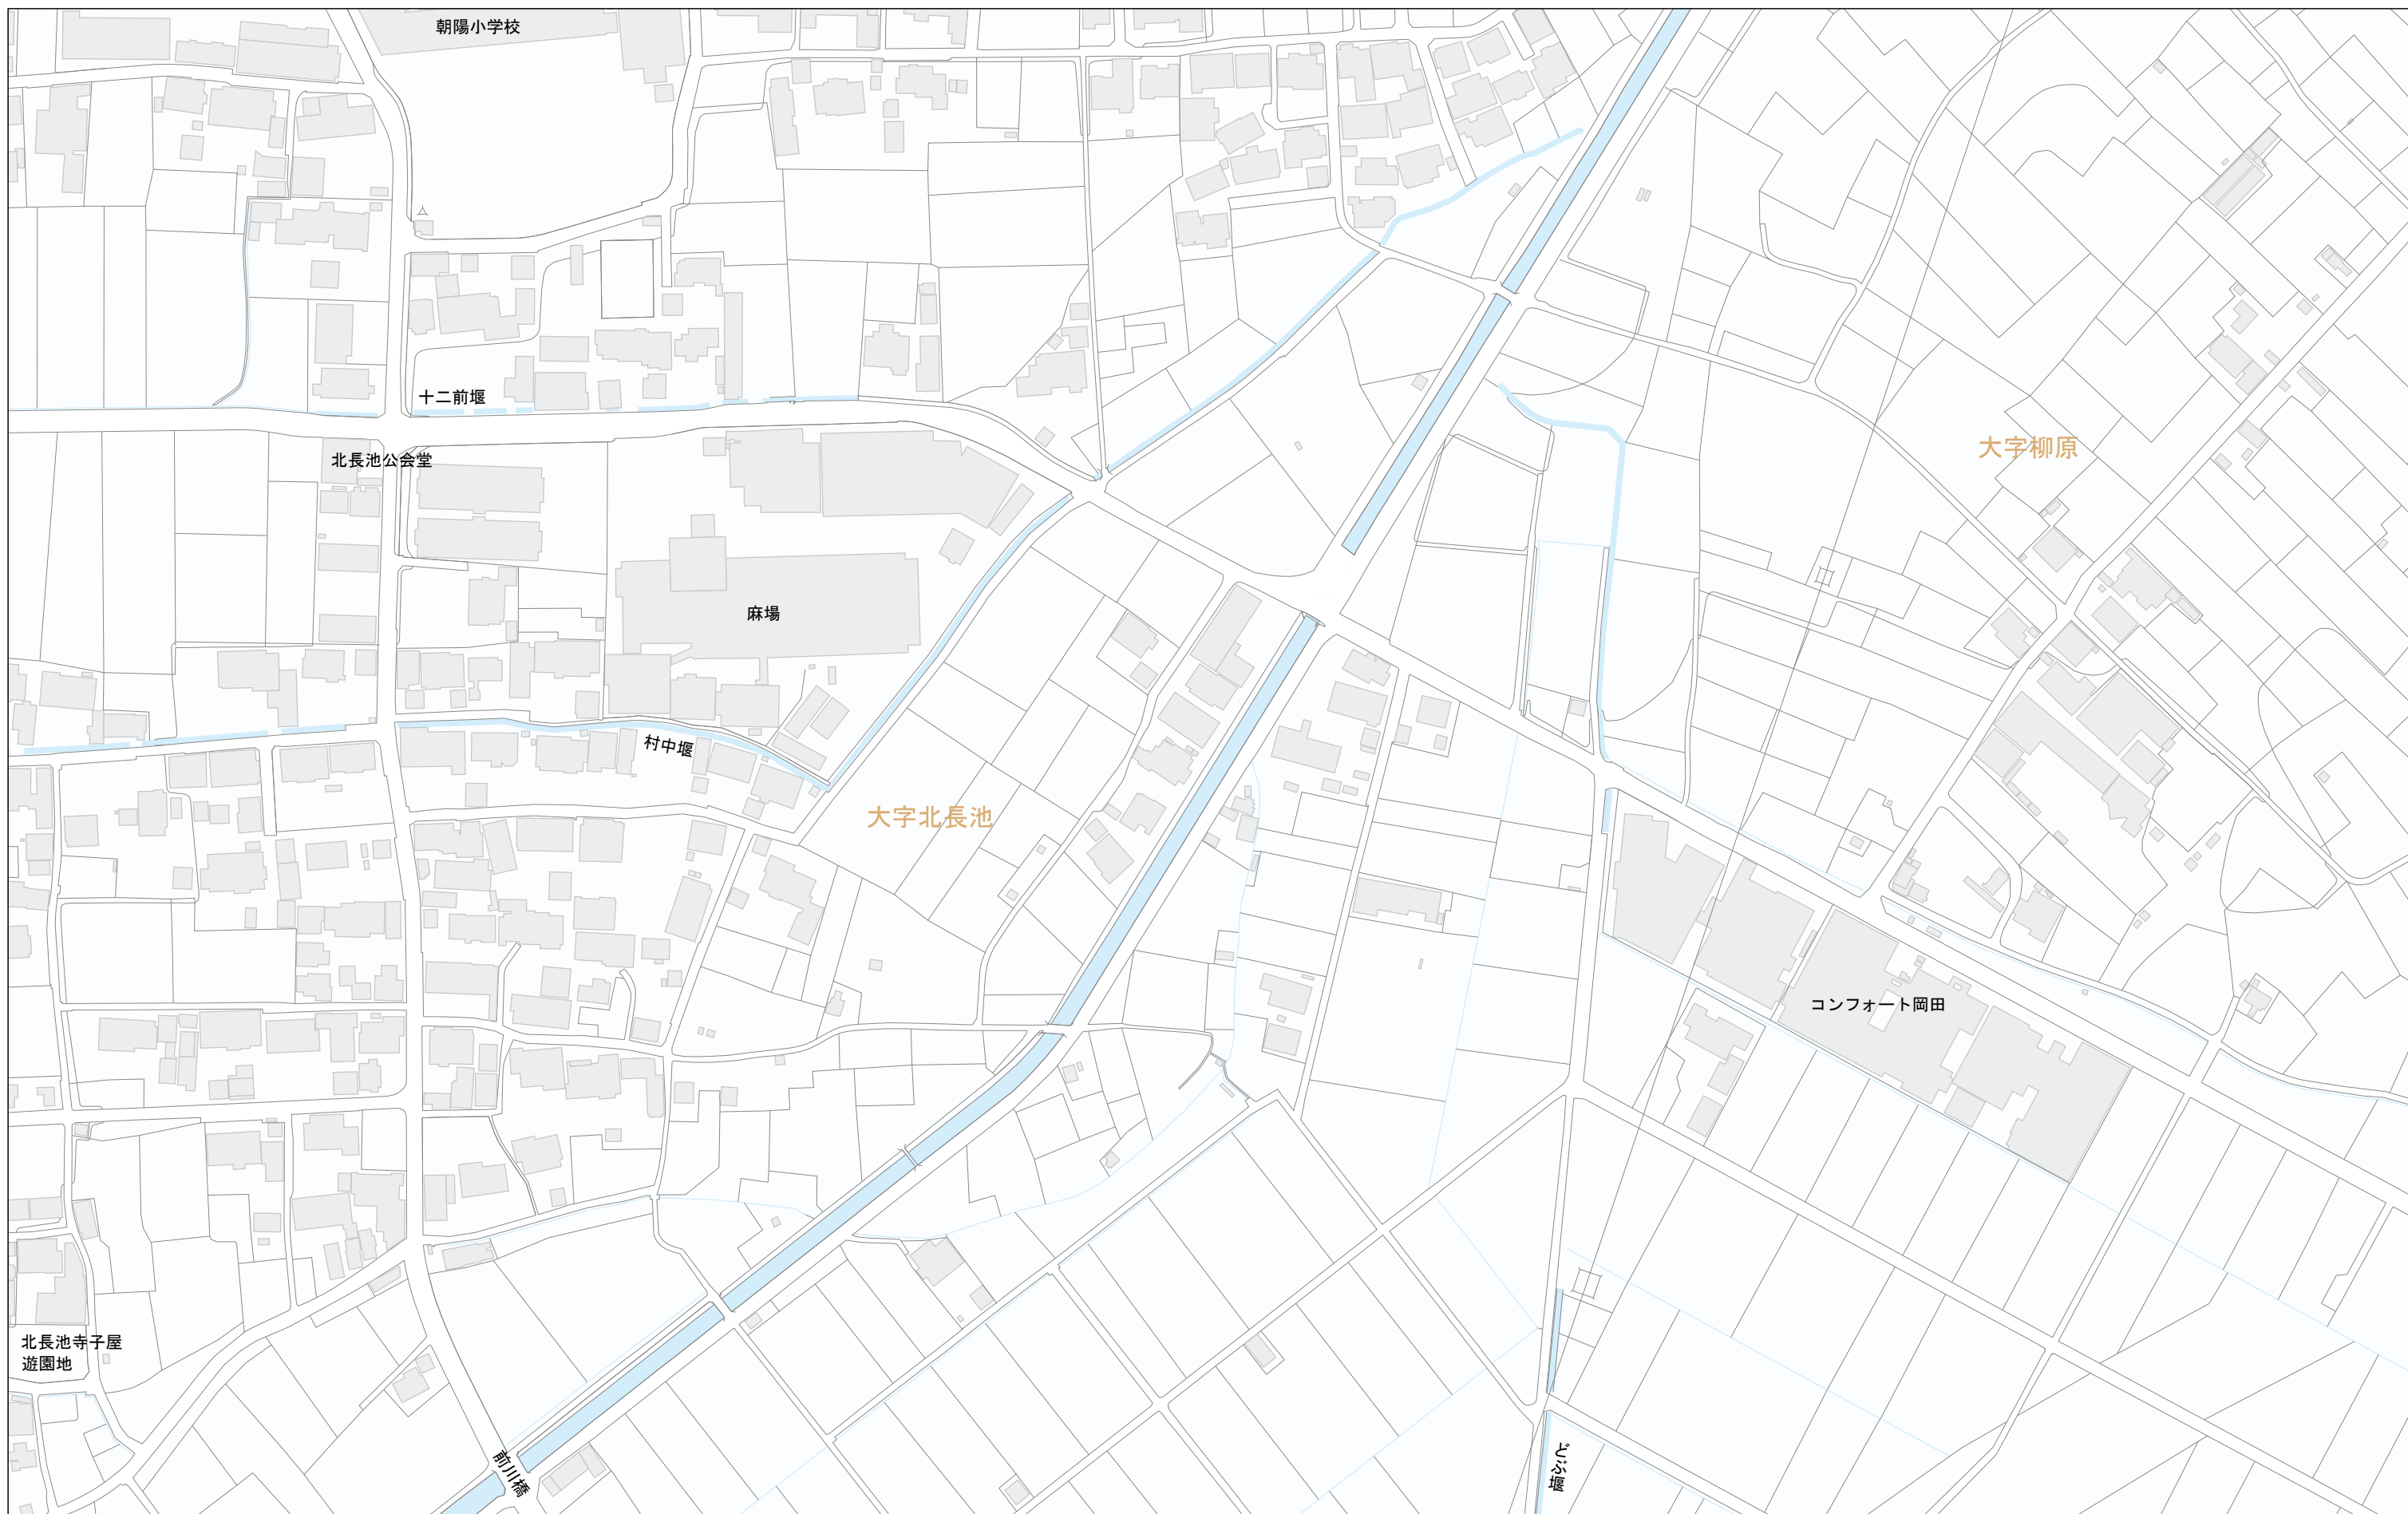 朝陽小学校
十二前堰
北長池公会堂
大字柳原
麻場
村中堰
大字北長池
コンフォート岡田
北長池寺子屋
遊園地
前川橋
どぶ堰